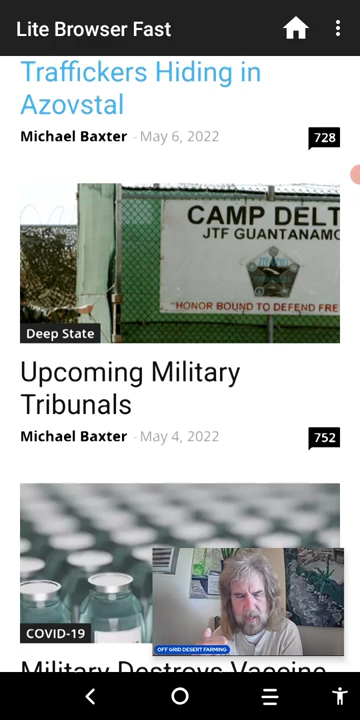 Lite Browser Fast
Traffickers Hiding in
Azovstal
Michael Baxter - May 6, 2022
728
CAMP DELT
JTF GUANTANAMO
"HONOR BOUND TO DEFEND FRE
Deep State
Upcoming Military
Tribunals
Michael Baxter - May 4, 2022
752
COVID-19
OFF GRID DESERT FARMING
Military Destroys Vaccine